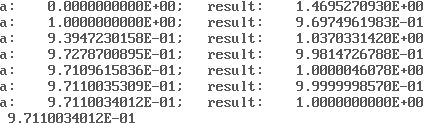 a: 0.0000000000E+00; result: 1.4695270930E+00
a: 1.0000000000E+00; result: 9.6974961983E-01
a: 9.3947230158E-01; result: 1.0370331420E+00
a: 9.7278700895E-01; result: 9.9814726788E-01
a: 9.7109615836E-01; result: 1.0000046078E+00
a: 9.7110035309E-01; result: 9.9999998570E-01
a: 9.7110034012E-01; result: 1.0000000000E+00
9.7110034012E-01